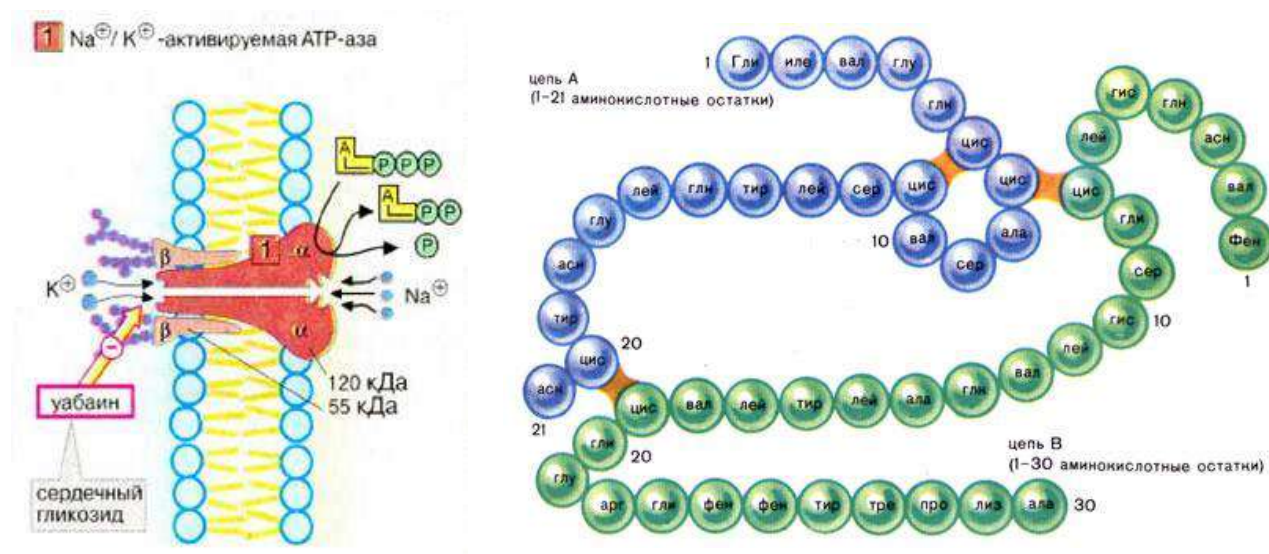 1 Na⊕/ K⊕-активируемая АТР-аза
A P P P
A P P
P
β 1 α
K⊕ Na⊕
β α
−
120 кДа
55 кДа
уабаин
сердечный
гликозид
цепь A
(1-21 аминокислотные остатки)
1 Гли иле вал глу глн цис цис ала сер вал 10 цис сер лей тир глн лей глу асн тир цис 20 асн 21
1 Фен вал асн глн гис лей цис гли сер гис 10 лей вал глн ала лей тир лей вал цис гли 20 глу арг гли фен фен тир тре про лиз ала 30
цепь B
(1-30 аминокислотные остатки)